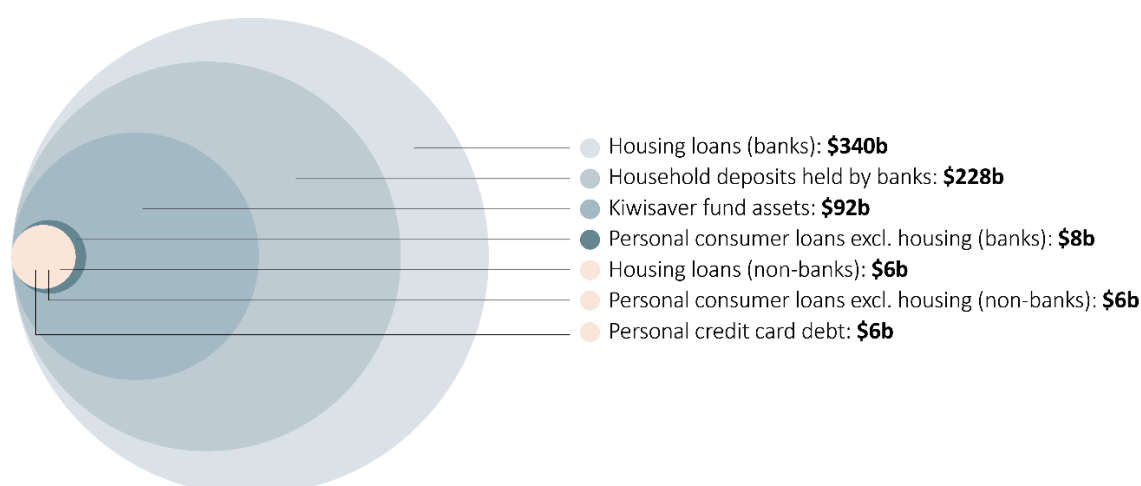 Housing loans (banks): $340b
Household deposits held by banks: $228b
Kiwisaver fund assets: $92b
Personal consumer loans excl. housing (banks): $8b
Housing loans (non-banks): $6b
Personal consumer loans excl. housing (non-banks): $6b
Personal credit card debt: $6b